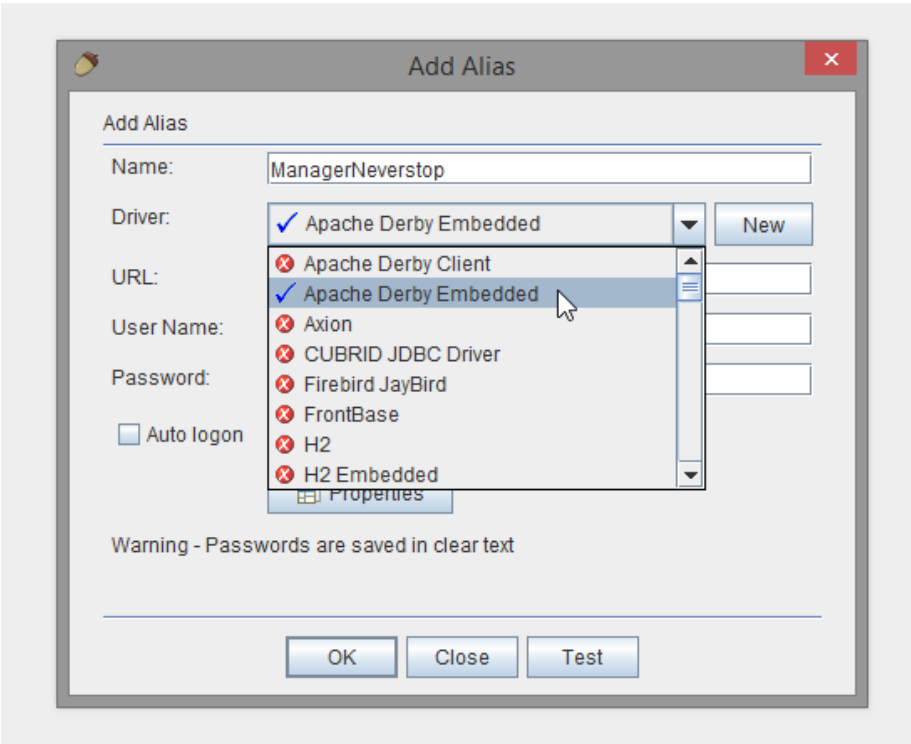 Add Alias
Add Alias
Name: ManagerNeverstop
Driver: Apache Derby Embedded New
Apache Derby Client
URL:
Apache Derby Embedded
User Name: Axion
CUBRID JDBC Driver
Password: Firebird JayBird
FrontBase
Auto logon
H2
H2 Embedded
Properties
Warning - Passwords are saved in clear text
OK Close Test